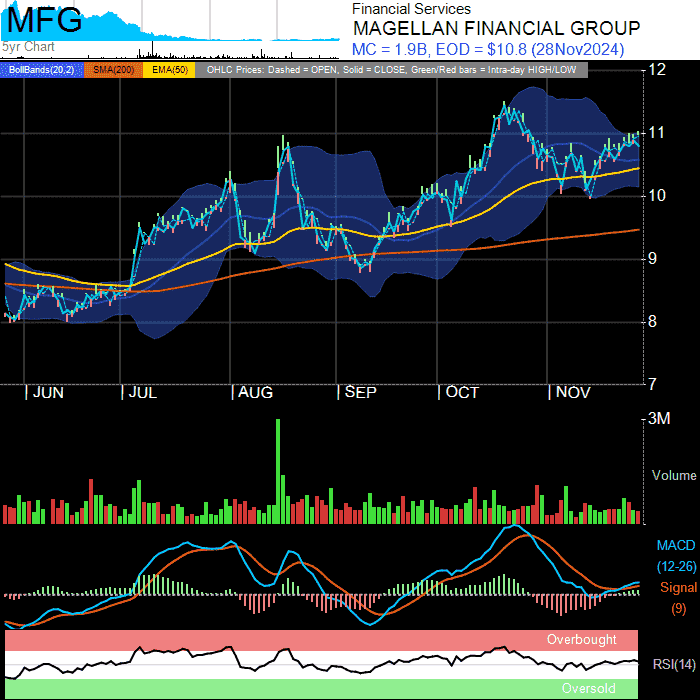 MFG
5yr Chart
Financial Services
MAGELLAN FINANCIAL GROUP
MC = 1.9B, EOD = $10.8 (28Nov2024)
BollBands(20,2) SMA(200) EMA(50) OHLC Prices: Dashed = OPEN, Solid = CLOSE, Green/Red bars = Intra-day HIGH/LOW
12
11
10
9
8
7
JUN JUL AUG SEP OCT NOV
3M
Volume
MACD
(12-26)
Signal
(9)
Overbought
RSI(14)
Oversold